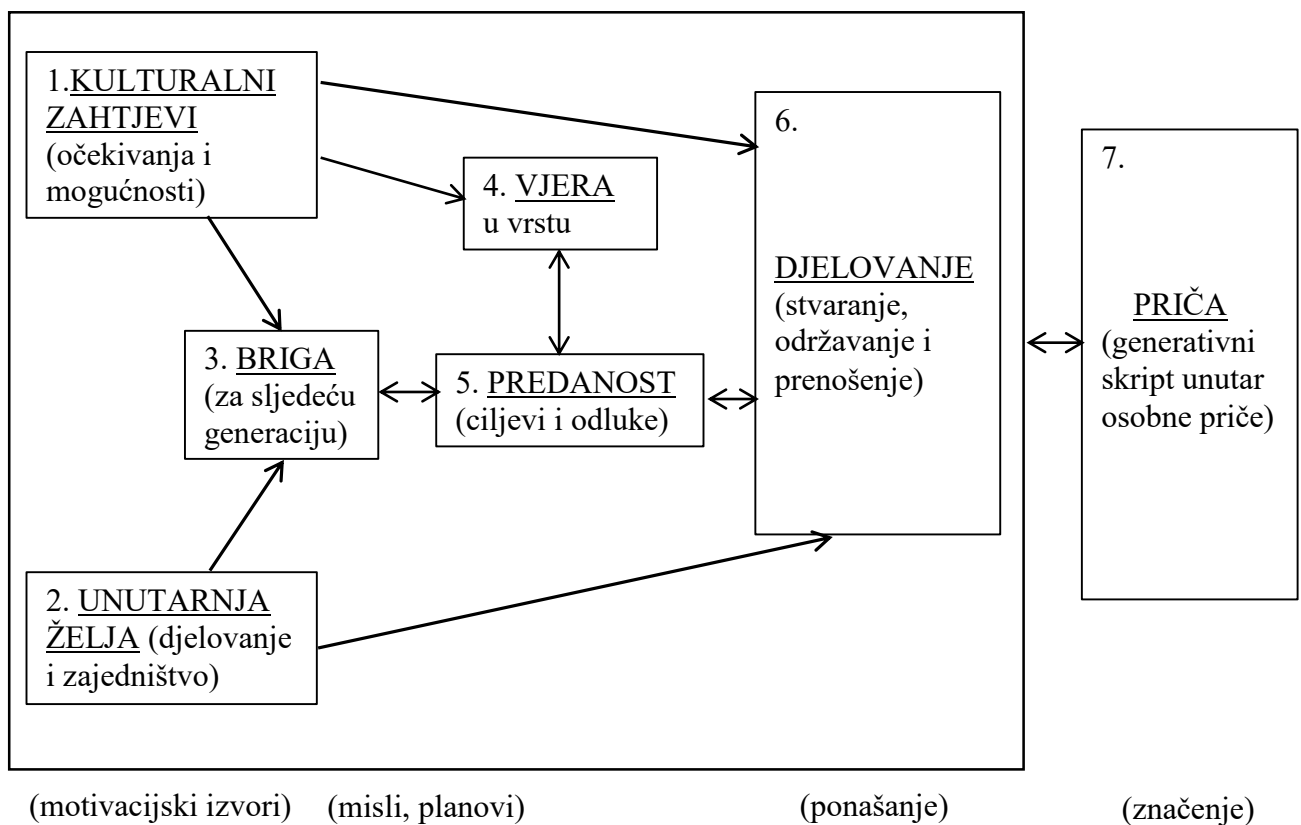 1.KULTURALNI
ZAHTJEVI
(očekivanja i
mogućnosti)
2. UNUTARNJA
ŽELJA (djelovanje
i zajedništvo)
3. BRIGA
(za sljedeću
generaciju)
4. VJERA
u vrstu
5. PREDANOST
(ciljevi i odluke)
6.
DJELOVANJE
(stvaranje,
održavanje i
prenošenje)
7.
PRIČA
(generativni
skript unutar
osobne priče)
(motivacijski izvori)
(misli, planovi)
(ponašanje)
(značenje)